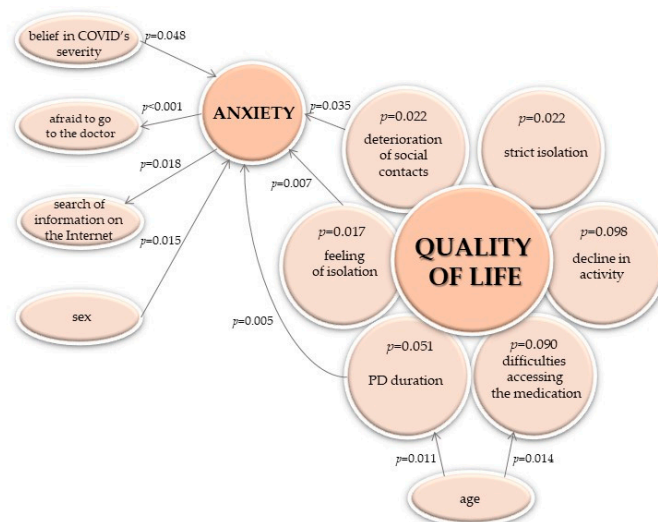 belief in COVID's
severity
p=0.048
afraid to go
to the doctor
p<0.001
ANXIETY
p=0.018
search of
information on
the Internet
p=0.015
sex
p=0.035
p=0.007
p=0.005
p=0.022
deterioration
of social
contacts
p=0.022
strict isolation
p=0.017
feeling
of isolation
QUALITY
OF LIFE
p=0.098
decline in
activity
p=0.051
PD duration
p=0.090
difficulties
accessing
the medication
p=0.011
p=0.014
age